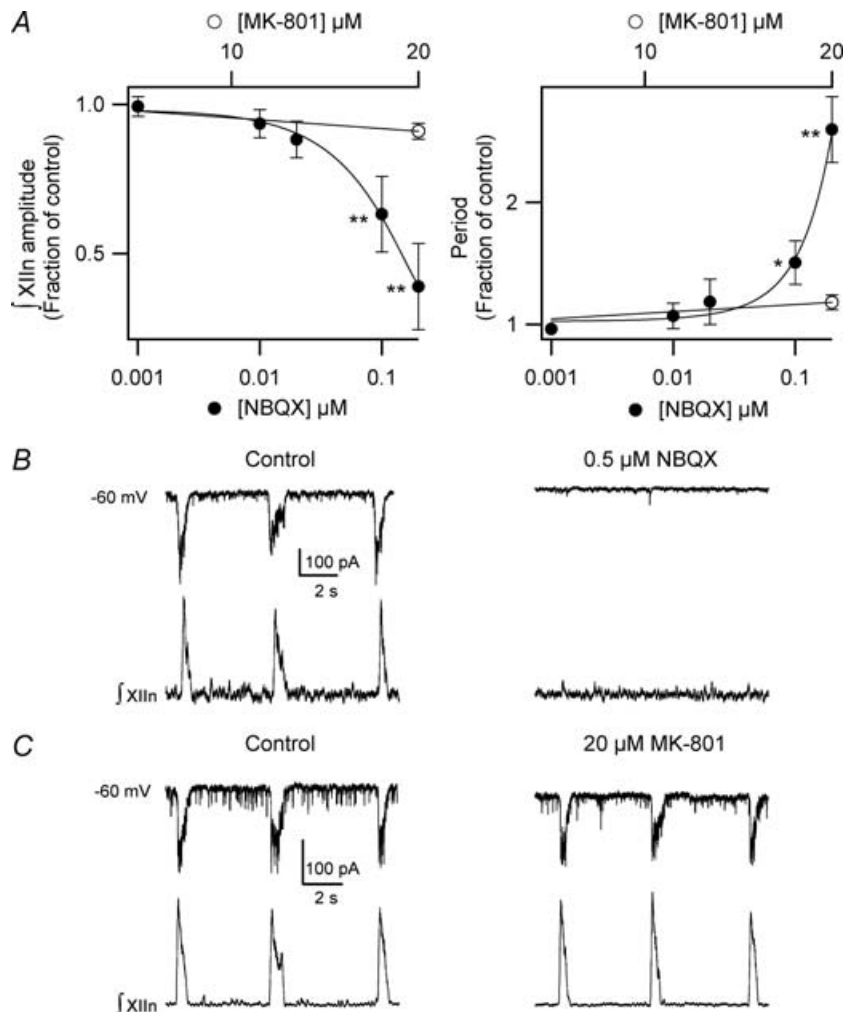 A
○ [MK-801] µM
10 20
1.0
0.5
∫ XIIn amplitude
(Fraction of control)
**
**
0.001 0.01 0.1
● [NBQX] µM
○ [MK-801] µM
10 20
2
1
Period
(Fraction of control)
**
*
0.001 0.01 0.1
● [NBQX] µM
B
Control
0.5 µM NBQX
-60 mV
100 pA
2 s
∫ XIIn
C
Control
20 µM MK-801
-60 mV
100 pA
2 s
∫ XIIn